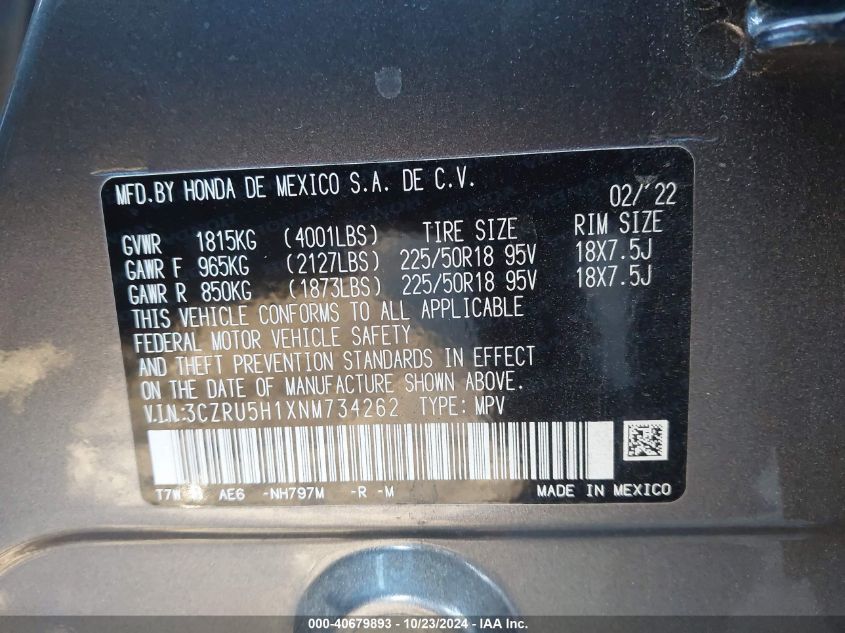 MFD.BY HONDA DE MEXICO S.A. DE C.V. 02/'22
GVWR 1815KG (4001LBS) TIRE SIZE RIM SIZE
GAWR F 965KG (2127LBS) 225/50R18 95V 18X7.5J
GAWR R 850KG (1873LBS) 225/50R18 95V 18X7.5J
THIS VEHICLE CONFORMS TO ALL APPLICABLE
FEDERAL MOTOR VEHICLE SAFETY
AND THEFT PREVENTION STANDARDS IN EFFECT
ON THE DATE OF MANUFACTURE SHOWN ABOVE.
V.I.N.:3CZRU5H1XNM734262 TYPE: MPV
T7W AE6 -NH797M -R -M MADE IN MEXICO
000-40679893 - 10/23/2024 - IAA Inc.